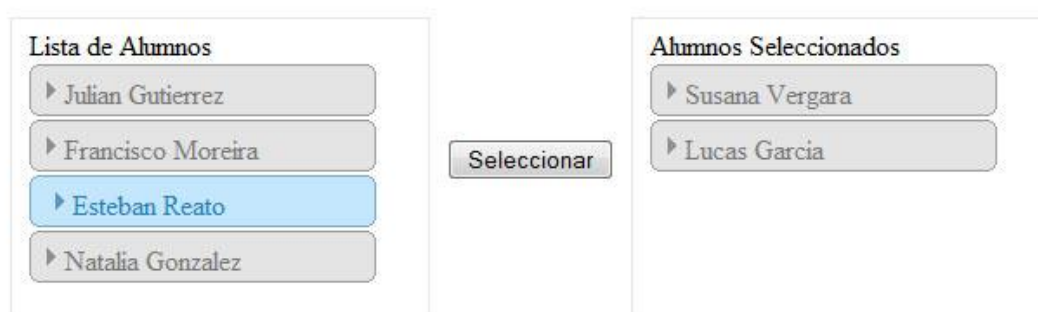 Lista de Alumnos
Julian Gutierrez
Francisco Moreira
Esteban Reato
Natalia Gonzalez
Seleccionar
Alumnos Seleccionados
Susana Vergara
Lucas Garcia